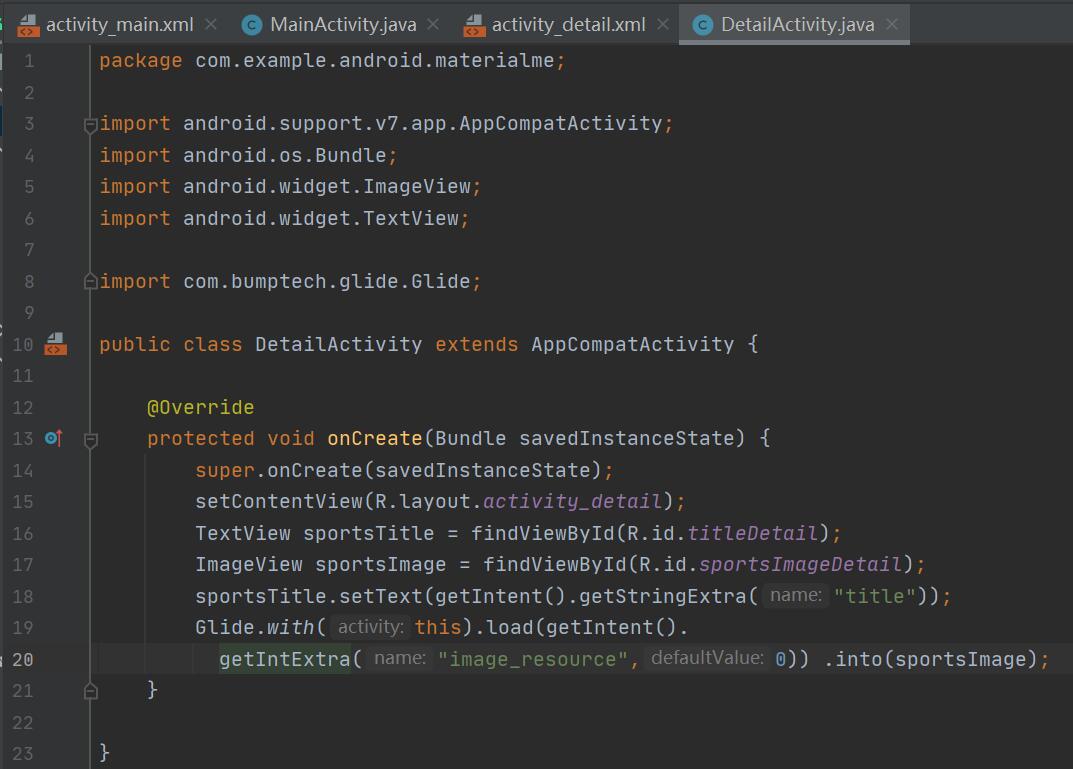 activity_main.xml MainActivity.java activity_detail.xml DetailActivity.java
1 package com.example.android.materialme;
2
3 import android.support.v7.app.AppCompatActivity;
4 import android.os.Bundle;
5 import android.widget.ImageView;
6 import android.widget.TextView;
7
8 import com.bumptech.glide.Glide;
9
10 public class DetailActivity extends AppCompatActivity {
11
12 @Override
13 protected void onCreate(Bundle savedInstanceState) {
14 super.onCreate(savedInstanceState);
15 setContentView(R.layout.activity_detail);
16 TextView sportsTitle = findViewById(R.id.titleDetail);
17 ImageView sportsImage = findViewById(R.id.sportsImageDetail);
18 sportsTitle.setText(getIntent().getStringExtra( name: "title"));
19 Glide.with( activity: this).load(getIntent().
20 getIntExtra( name: "image_resource", defaultValue: 0)) .into(sportsImage);
21 }
22
23 }